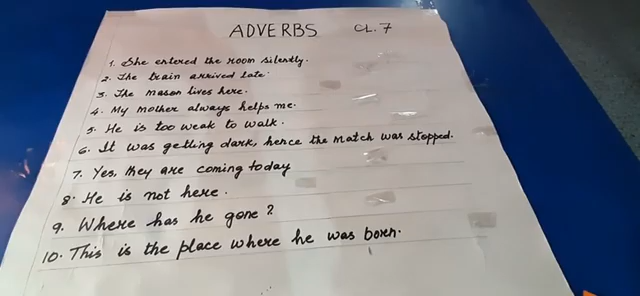 ADVERBS CL. 7
1. She entered the room silently.
2. The train arrived late.
3. The mason lives here.
4. My mother always helps me.
5. He is too weak to walk.
6. It was getting dark, hence the match was stopped.
7. Yes, they are coming today
8. He is not here.
9. Where has he gone?
10. This is the place where he was born.